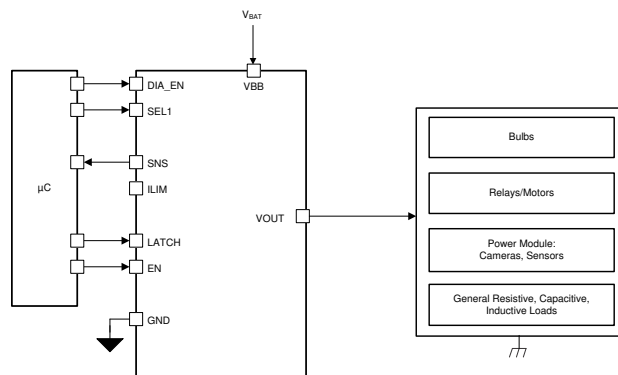 V_BAT
DIA_EN
VBB
SEL1
SNS
µC
ILIM
VOUT
LATCH
EN
GND
Bulbs
Relays/Motors
Power Module:
Cameras, Sensors
General Resistive, Capacitive,
Inductive Loads